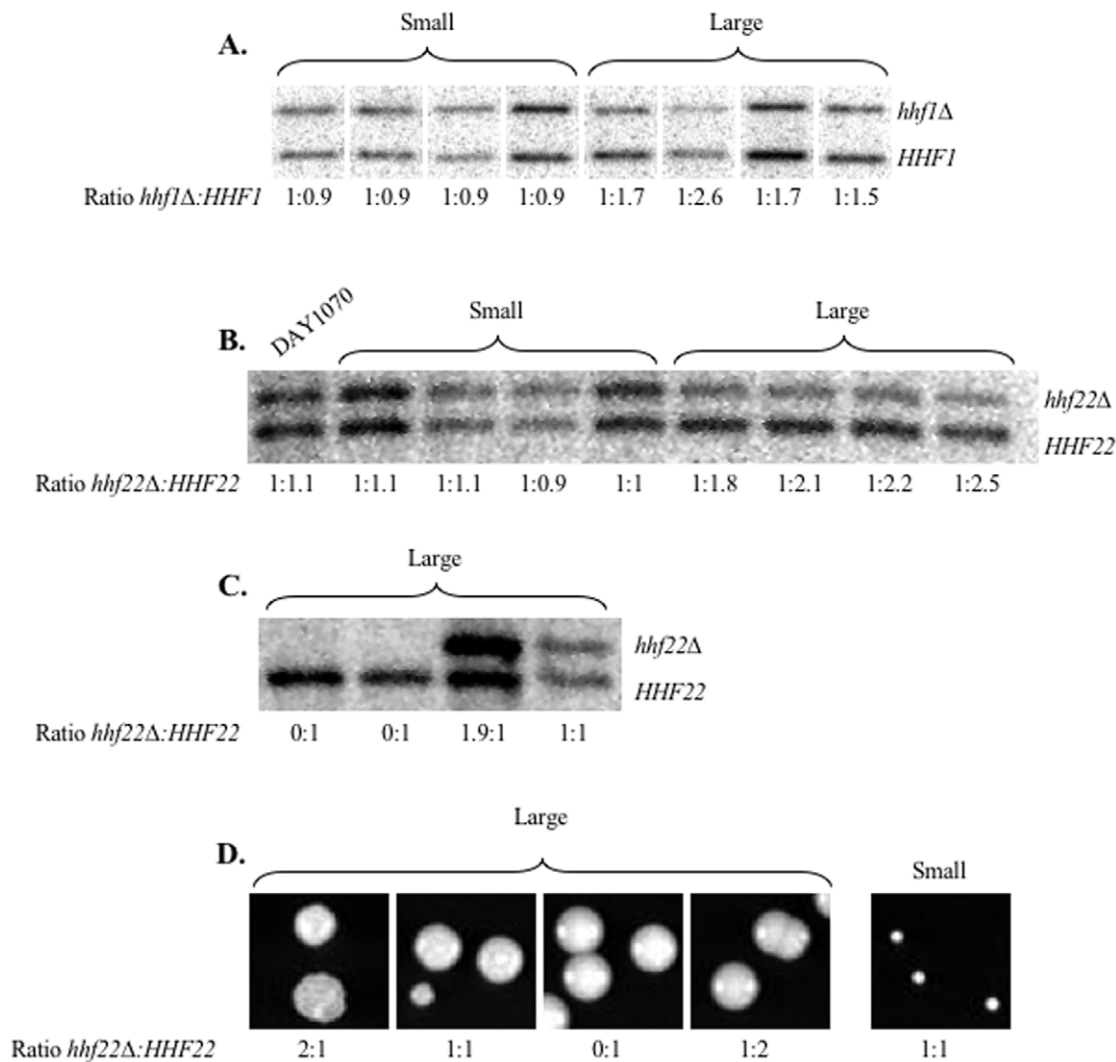 A.
Small Large
hhf1Δ
HHF1
Ratio hhf1Δ:HHF1 1:0.9 1:0.9 1:0.9 1:0.9 1:1.7 1:2.6 1:1.7 1:1.5
B.
DAY1070 Small Large
hhf22Δ
HHF22
Ratio hhf22Δ:HHF22 1:1.1 1:1.1 1:1.1 1:0.9 1:1 1:1.8 1:2.1 1:2.2 1:2.5
C.
Large
hhf22Δ
HHF22
Ratio hhf22Δ:HHF22 0:1 0:1 1.9:1 1:1
D.
Large
Small
Ratio hhf22Δ:HHF22 2:1 1:1 0:1 1:2 1:1